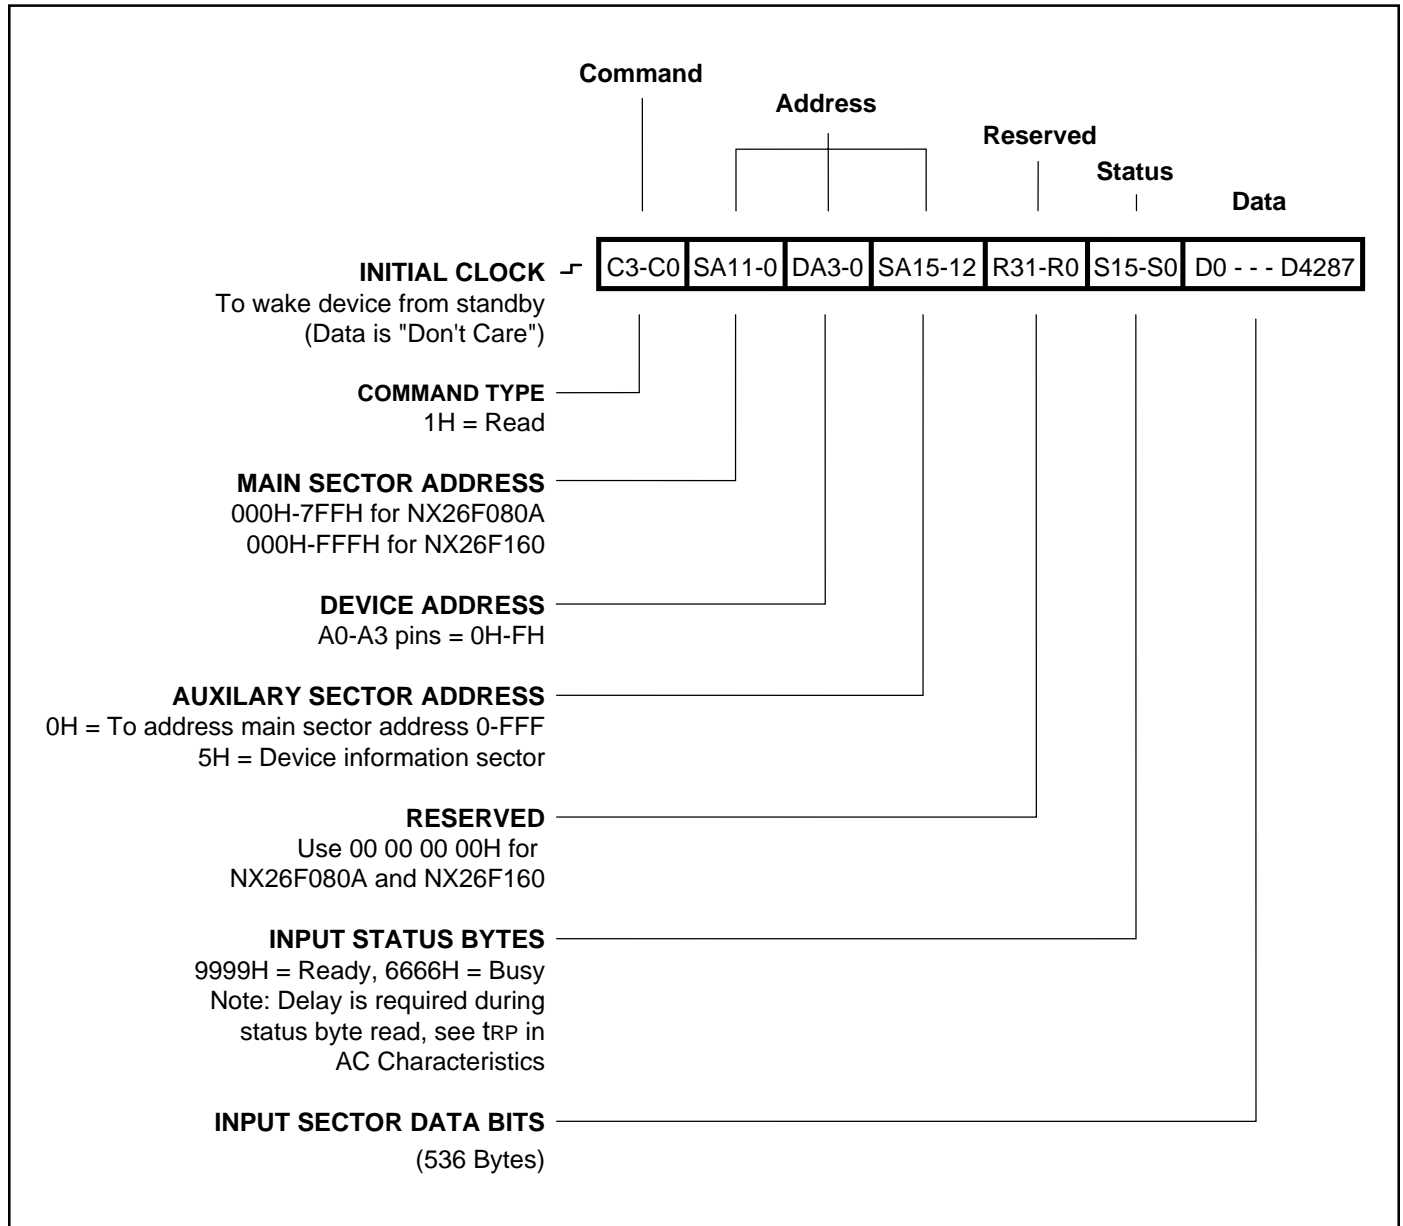 Command
Address
Reserved
Status
Data
C3-C0 SA11-0 DA3-0 SA15-12 R31-R0 S15-S0 D0 - - - D4287
INITIAL CLOCK
To wake device from standby
(Data is "Don't Care")
COMMAND TYPE
1H = Read
MAIN SECTOR ADDRESS
000H-7FFH for NX26F080A
000H-FFFH for NX26F160
DEVICE ADDRESS
A0-A3 pins = 0H-FH
AUXILARY SECTOR ADDRESS
0H = To address main sector address 0-FFF
5H = Device information sector
RESERVED
Use 00 00 00 00H for
NX26F080A and NX26F160
INPUT STATUS BYTES
9999H = Ready, 6666H = Busy
Note: Delay is required during
status byte read, see tRP in
AC Characteristics
INPUT SECTOR DATA BITS
(536 Bytes)